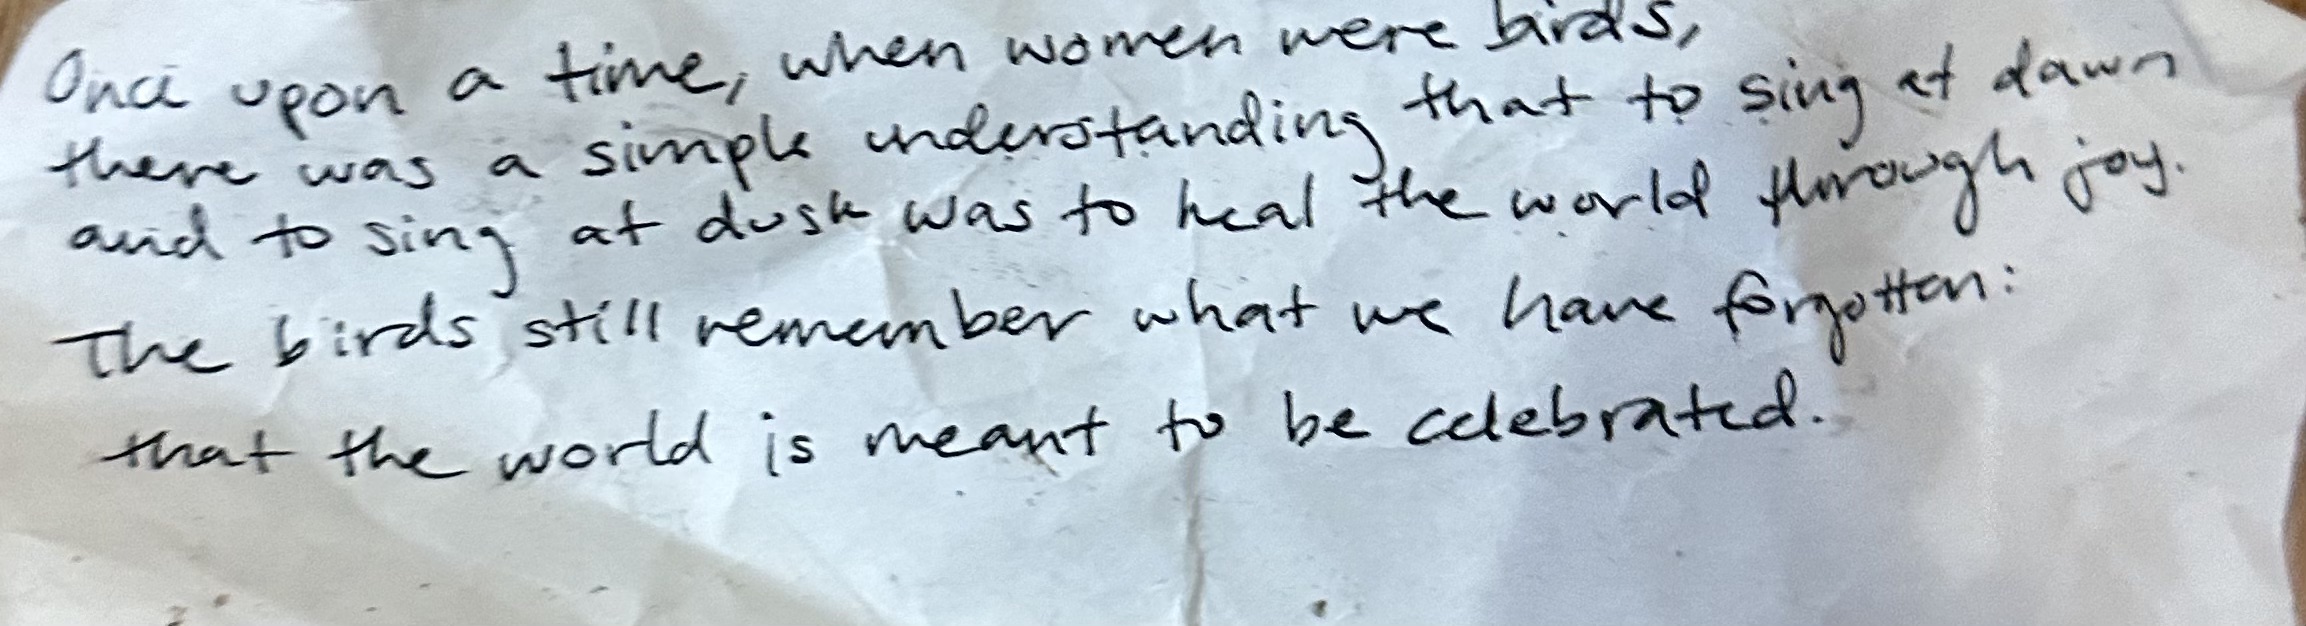 Once upon a time, when women were birds,
there was a simple understanding that to sing at dawn
and to sing at dusk was to heal the world through joy.
The birds still remember what we have forgotten:
that the world is meant to be celebrated.